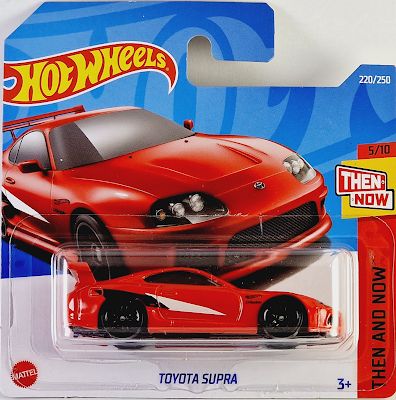 HOT WHEELS
220/250
5/10
THEN
NOW
THEN AND NOW
MATTEL
TOYOTA SUPRA
3+